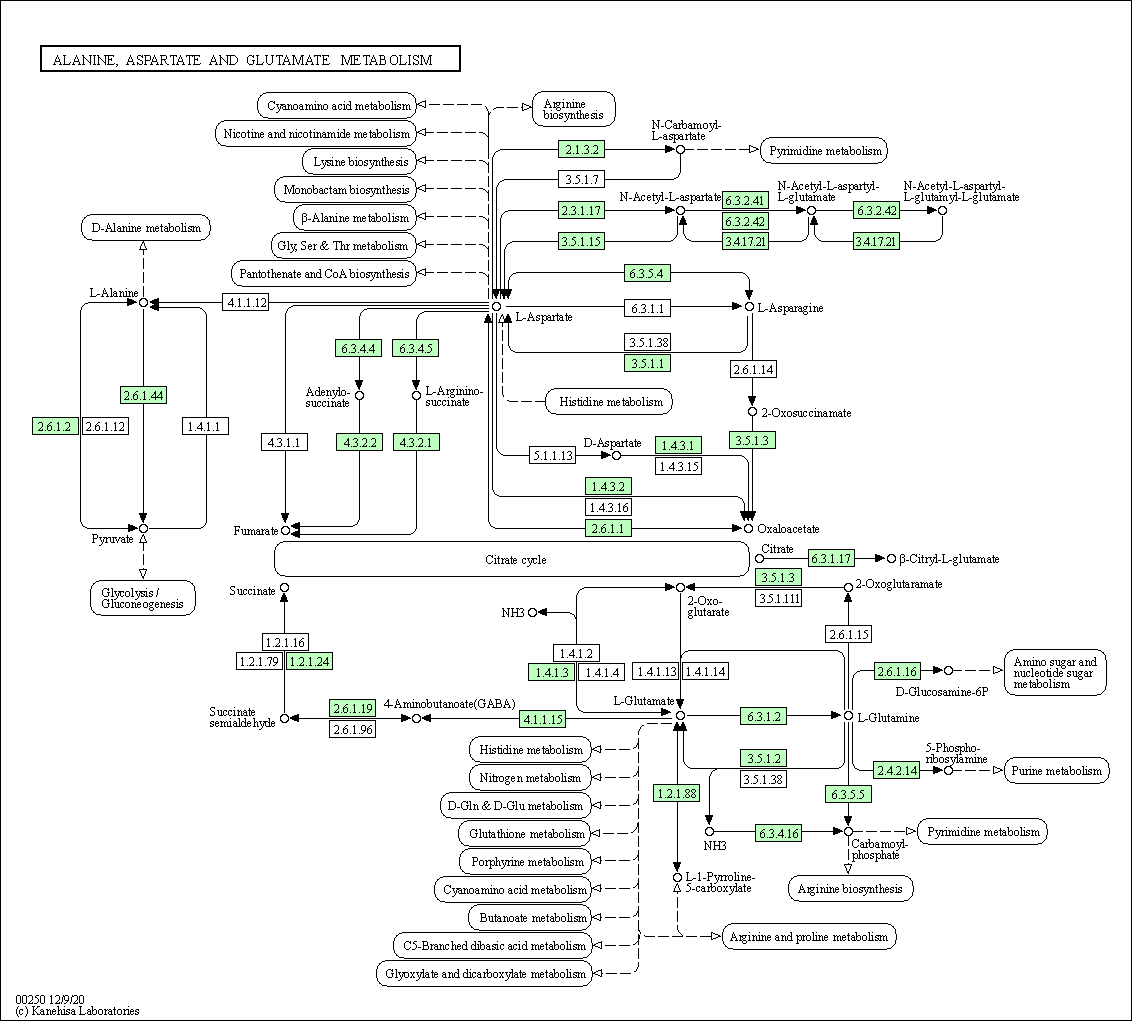 ALANINE, ASPARTATE AND GLUTAMATE METABOLISM
Cyanoamino acid metabolism
Arginine
biosynthesis
Nicotine and nicotinamide metabolism
N-Carbamoyl-
L-aspartate
2.1.3.2
Pyrimidine metabolism
Lysine biosynthesis
3.5.1.7
Monobactam biosynthesis
N-Acetyl-L-aspartate
N-Acetyl-L-aspartyl-
L-glutamate
N-Acetyl-L-aspartyl-
L-glutamyl-L-glutamate
6.3.2.41
2.3.1.17
6.3.2.42
6.3.2.42
β-Alanine metabolism
D-Alanine metabolism
3.5.1.15
3.4.17.21
3.4.17.21
Gly, Ser & Thr metabolism
Pantothenate and CoA biosynthesis
6.3.5.4
L-Alanine
4.1.1.12
L-Aspartate
6.3.1.1
L-Asparagine
6.3.4.4
6.3.4.5
3.5.1.38
3.5.1.1
2.6.1.14
2.6.1.44
Adenylo-
succinate
L-Arginino-
succinate
Histidine metabolism
2-Oxosuccinamate
2.6.1.2
2.6.1.12
1.4.1.1
4.3.1.1
4.3.2.2
4.3.2.1
D-Aspartate
1.4.3.1
3.5.1.3
5.1.1.13
1.4.3.15
1.4.3.2
1.4.3.16
2.6.1.1
Pyruvate
Fumarate
Oxaloacetate
Citrate cycle
Citrate
6.3.1.17
β-Citryl-L-glutamate
Glycolysis /
Gluconeogenesis
Succinate
2-Oxo-
glutarate
3.5.1.3
3.5.1.111
2-Oxoglutaramate
NH3
1.2.1.16
1.2.1.79
1.2.1.24
1.4.1.2
1.4.1.3
1.4.1.4
1.4.1.13
1.4.1.14
2.6.1.15
2.6.1.16
D-Glucosamine-6P
Amino sugar and
nucleotide sugar
metabolism
Succinate
semialdehyde
2.6.1.19
2.6.1.96
4-Aminobutanoate(GABA)
4.1.1.15
L-Glutamate
6.3.1.2
L-Glutamine
Histidine metabolism
3.5.1.2
3.5.1.38
5-Phospho-
ribosylamine
2.4.2.14
Purine metabolism
Nitrogen metabolism
1.2.1.88
6.3.5.5
D-Gln & D-Glu metabolism
Glutathione metabolism
NH3
6.3.4.16
Carbamoyl-
phosphate
Pyrimidine metabolism
Porphyrine metabolism
L-1-Pyrroline-
5-carboxylate
Arginine biosynthesis
Cyanoamino acid metabolism
Butanoate metabolism
Arginine and proline metabolism
C5-Branched dibasic acid metabolism
Glyoxylate and dicarboxylate metabolism
00250 12/9/20
(c) Kanehisa Laboratories